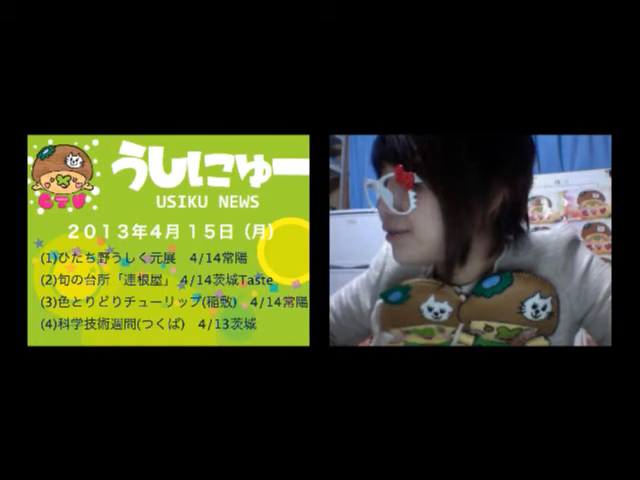 うしにゅー
USIKU NEWS
CTV
2013年4月15日（月）
(1)ひたち野うしく元展　4/14常陽
(2)旬の台所「連根屋」 4/14茨城Taste
(3)色とりどりチューリップ(稲敷)　4/14常陽
(4)科学技術週間(つくば)　4/13茨城